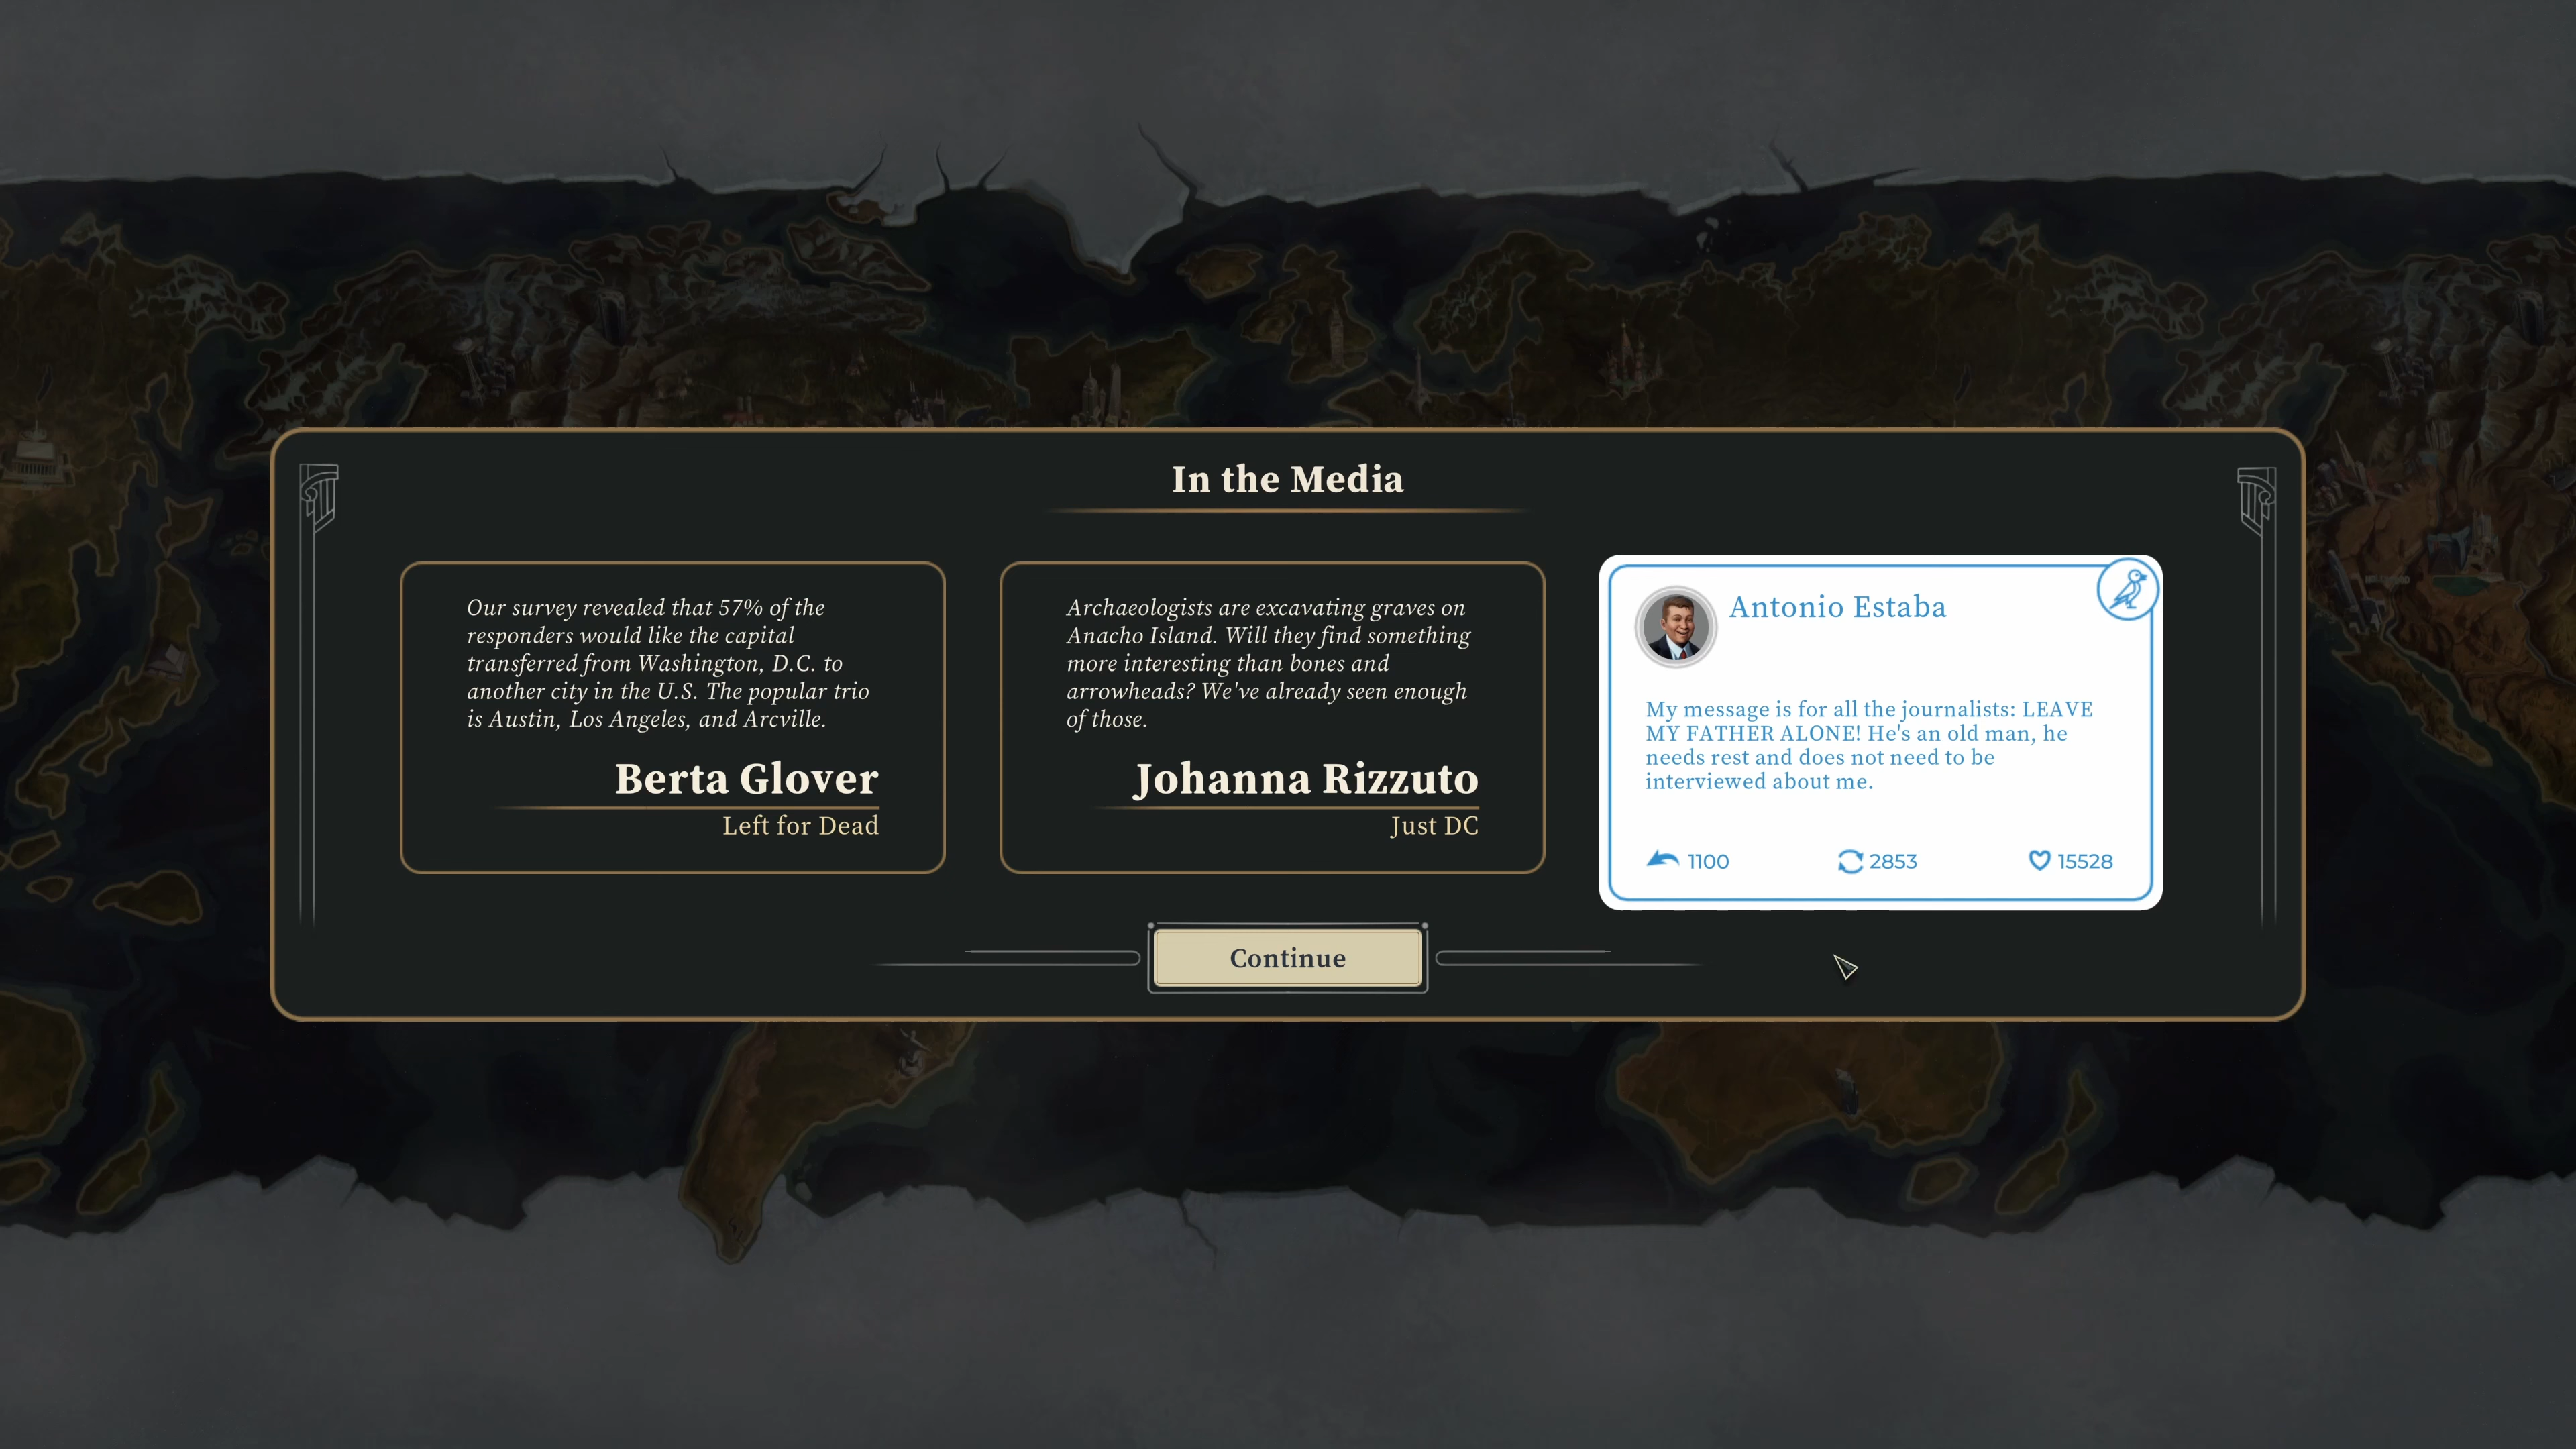 In the Media
Our survey revealed that 57% of the
responders would like the capital
transferred from Washington, D.C. to
another city in the U.S. The popular trio
is Austin, Los Angeles, and Arcville.
Berta Glover
Left for Dead
Archaeologists are excavating graves on
Anacho Island. Will they find something
more interesting than bones and
arrowheads? We've already seen enough
of those.
Johanna Rizzuto
Just DC
Antonio Estaba
My message is for all the journalists: LEAVE
MY FATHER ALONE! He's an old man, he
needs rest and does not need to be
interviewed about me.
1100 2853 15528
Continue